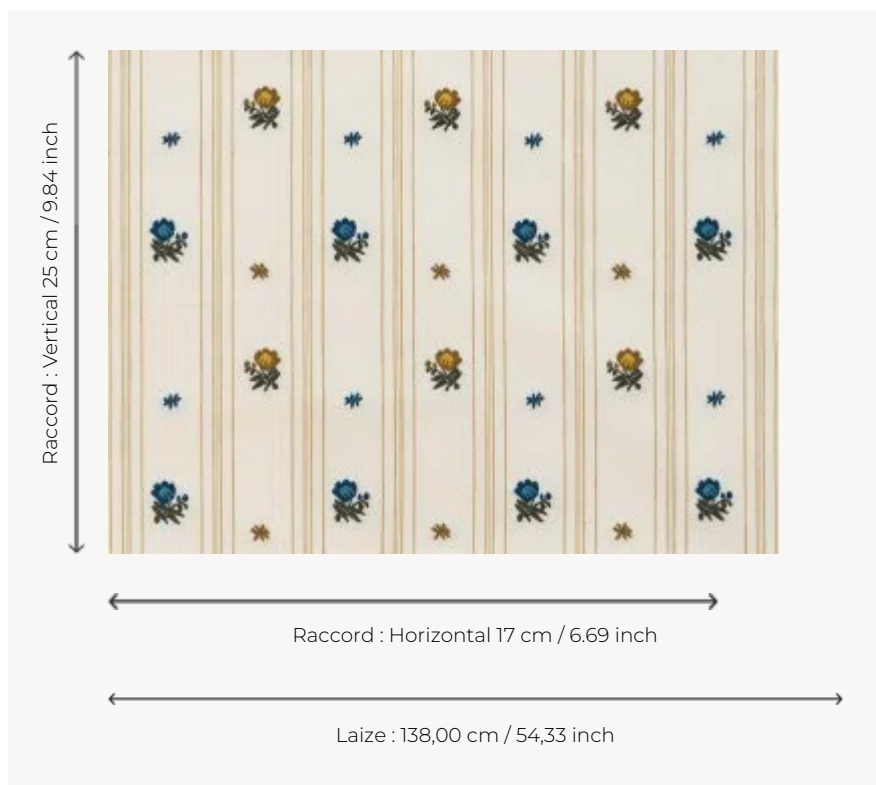 Raccord : Vertical 25 cm / 9.84 inch
Raccord : Horizontal 17 cm / 6.69 inch
Laize : 138,00 cm / 54,33 inch